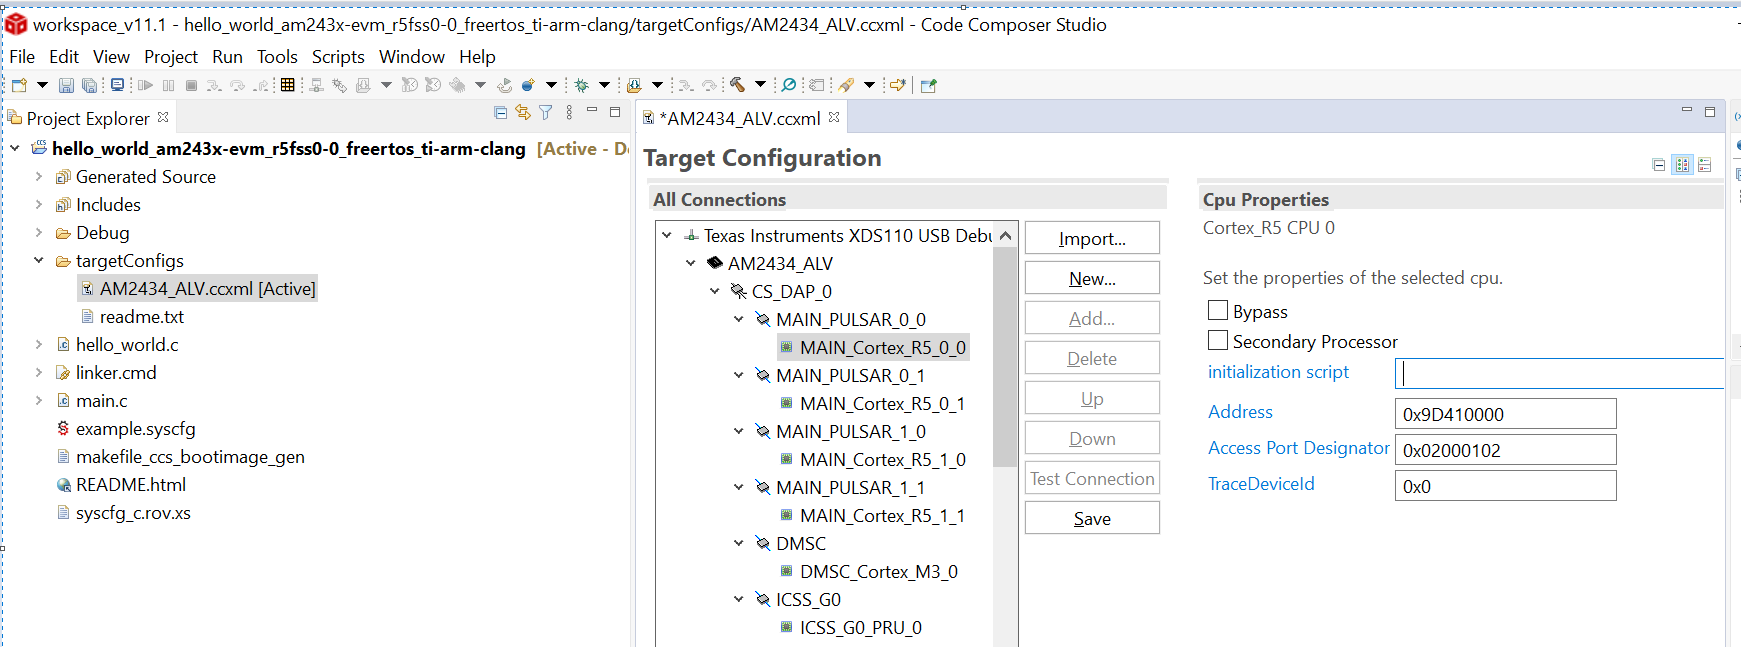 workspace_v11.1 - hello_world_am243x-evm_r5fss0-0_freertos_ti-arm-clang/targetConfigs/AM2434_ALV.ccxml - Code Composer Studio
File Edit View Project Run Tools Scripts Window Help
Project Explorer
hello_world_am243x-evm_r5fss0-0_freertos_ti-arm-clang [Active - De
Generated Source
Includes
Debug
targetConfigs
AM2434_ALV.ccxml [Active]
readme.txt
hello_world.c
linker.cmd
main.c
example.syscfg
makefile_ccs_bootimage_gen
README.html
syscfg_c.rov.xs
*AM2434_ALV.ccxml
Target Configuration
All Connections
Texas Instruments XDS110 USB Debu
AM2434_ALV
CS_DAP_0
MAIN_PULSAR_0_0
MAIN_Cortex_R5_0_0
MAIN_PULSAR_0_1
MAIN_Cortex_R5_0_1
MAIN_PULSAR_1_0
MAIN_Cortex_R5_1_0
MAIN_PULSAR_1_1
MAIN_Cortex_R5_1_1
DMSC
DMSC_Cortex_M3_0
ICSS_G0
ICSS_G0_PRU_0
Import...
New...
Add...
Delete
Up
Down
Test Connection
Save
Cpu Properties
Cortex_R5 CPU 0
Set the properties of the selected cpu.
Bypass
Secondary Processor
initialization script
Address 0x9D410000
Access Port Designator 0x02000102
TraceDeviceId 0x0